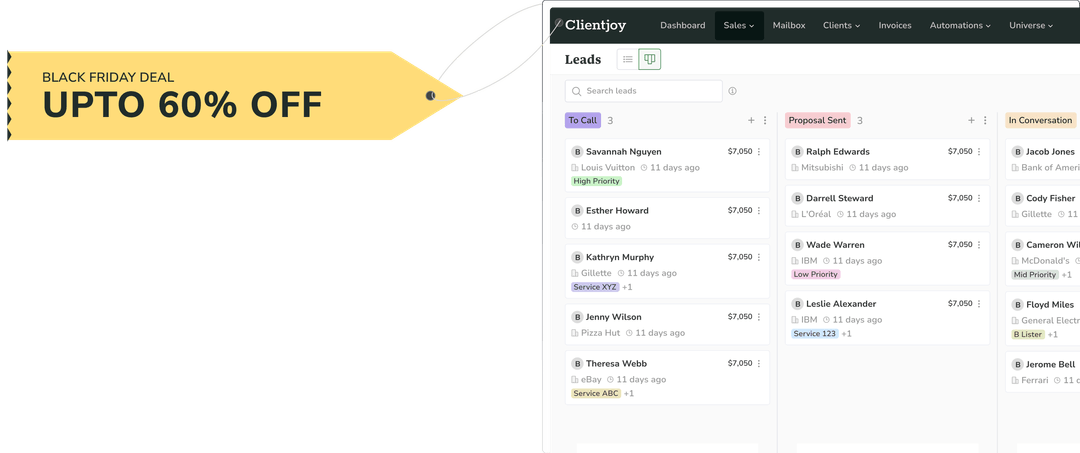 BLACK FRIDAY DEAL
UPTO 60% OFF
Clientjoy
Dashboard Sales Mailbox Clients Invoices Automations Universe
Leads
Search leads
To Call 3
B Savannah Nguyen $7,050
Louis Vuitton 11 days ago
High Priority
B Esther Howard $7,050
11 days ago
B Kathryn Murphy $7,050
Gillette 11 days ago
Service XYZ +1
B Jenny Wilson $7,050
Pizza Hut 11 days ago
B Theresa Webb $7,050
eBay 11 days ago
Service ABC +1
Proposal Sent 3
B Ralph Edwards $7,050
Mitsubishi 11 days ago
B Darrell Steward $7,050
L'Oréal 11 days ago
B Wade Warren $7,050
IBM 11 days ago
Low Priority
B Leslie Alexander $7,050
IBM 11 days ago
Service 123 +1
In Conversation
B Jacob Jones
Bank of Ameri
B Cody Fisher
Gillette 11
B Cameron Wil
McDonald's
Mid Priority +1
B Floyd Miles
General Electr
B Lister +1
B Jerome Bell
Ferrari 11 d